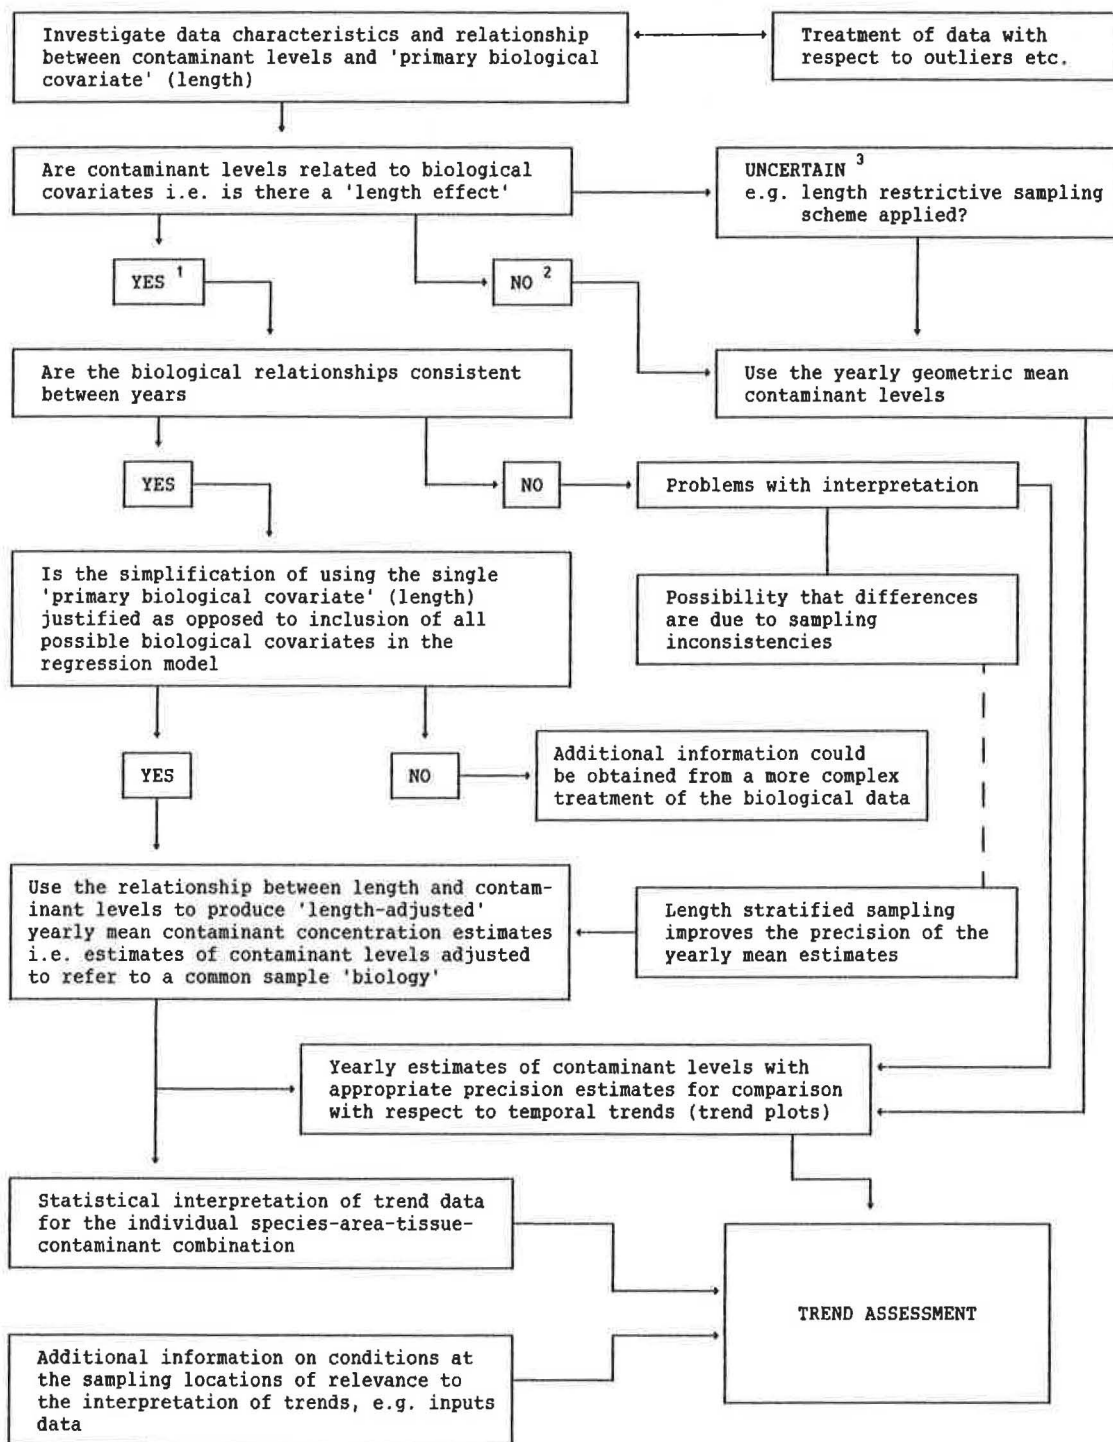 Investigate data characteristics and relationship
between contaminant levels and 'primary biological
covariate' (length)
Treatment of data with
respect to outliers etc.
Are contaminant levels related to biological
covariates i.e. is there a 'length effect'
UNCERTAIN 3
e.g. length restrictive sampling
scheme applied?
YES 1
NO 2
Are the biological relationships consistent
between years
Use the yearly geometric mean
contaminant levels
YES
NO
Problems with interpretation
Is the simplification of using the single
'primary biological covariate' (length)
justified as opposed to inclusion of all
possible biological covariates in the
regression model
Possibility that differences
are due to sampling
inconsistencies
YES
NO
Additional information could
be obtained from a more complex
treatment of the biological data
Use the relationship between length and contam-
inant levels to produce 'length-adjusted'
yearly mean contaminant concentration estimates
i.e. estimates of contaminant levels adjusted
to refer to a common sample 'biology'
Length stratified sampling
improves the precision of the
yearly mean estimates
Yearly estimates of contaminant levels with
appropriate precision estimates for comparison
with respect to temporal trends (trend plots)
Statistical interpretation of trend data
for the individual species-area-tissue-
contaminant combination
TREND ASSESSMENT
Additional information on conditions at
the sampling locations of relevance to
the interpretation of trends, e.g. inputs
data